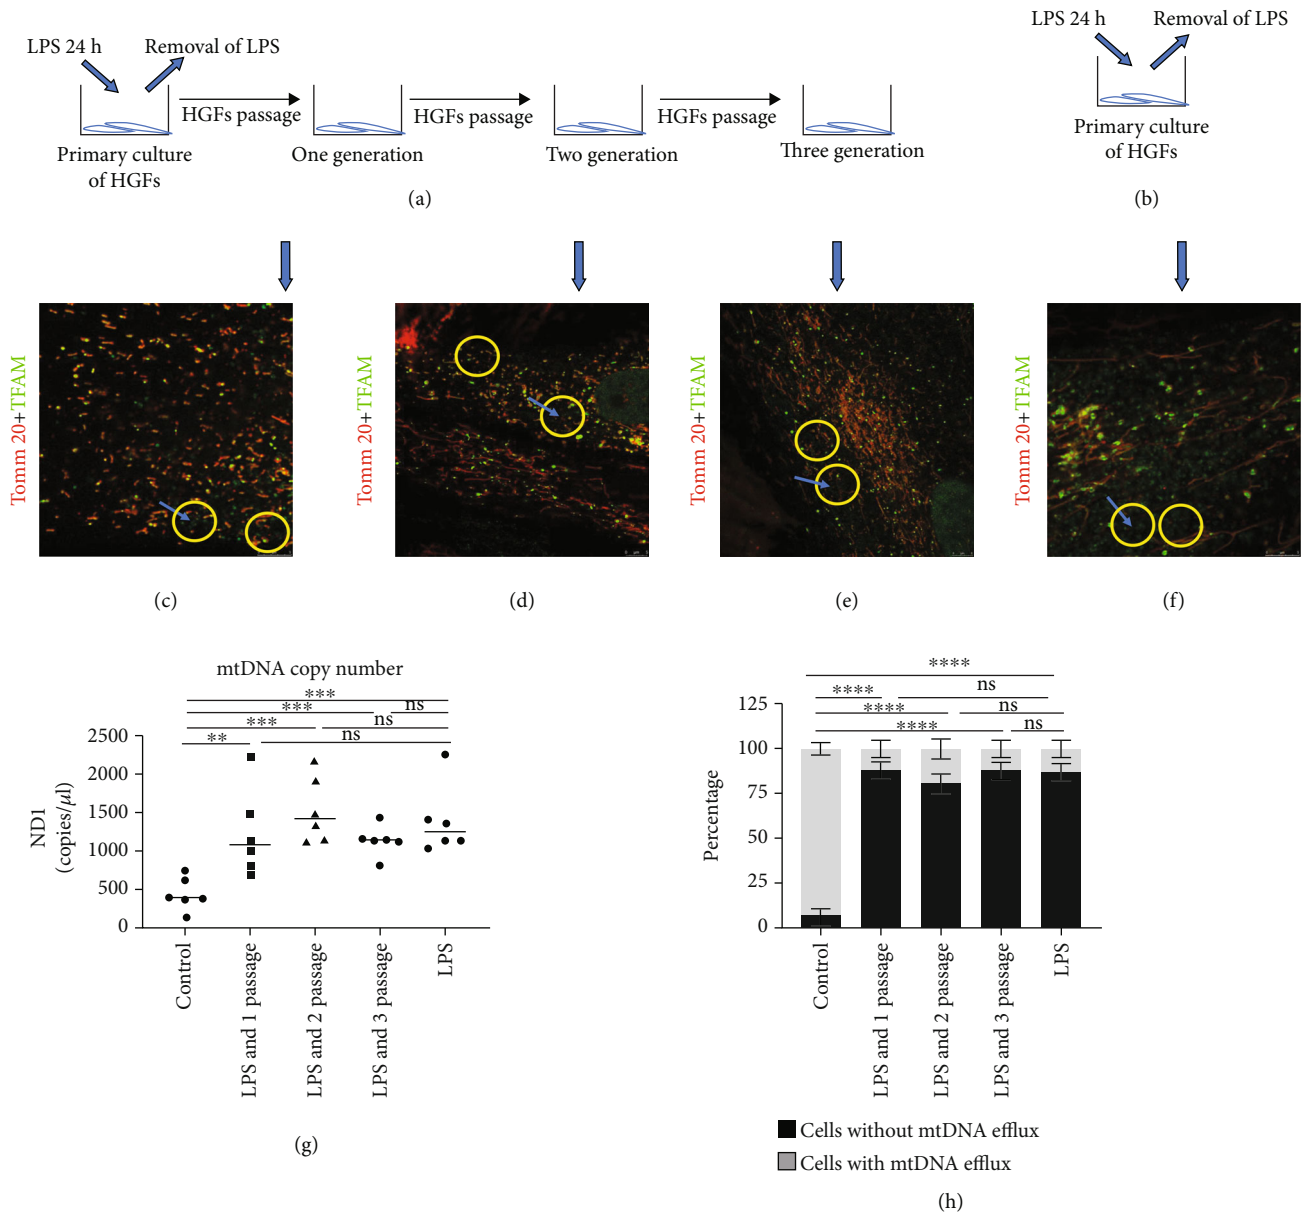 LPS 24 h
Removal of LPS
HGFs passage
HGFs passage
HGFs passage
Primary culture
of HGFs
One generation
Two generation
Three generation
(a)
LPS 24 h
Removal of LPS
Primary culture
of HGFs
(b)
Tomm 20+TFAM
(c)
Tomm 20+TFAM
(d)
Tomm 20+TFAM
(e)
Tomm 20+TFAM
(f)
mtDNA copy number
***
***
ns
***
ns
**
ns
ND1
(copies/μl)
2500
2000
1500
1000
500
0
Control
LPS and 1 passage
LPS and 2 passage
LPS and 3 passage
LPS
(g)
****
****
ns
****
ns
****
ns
Percentage
125
100
75
50
25
0
Control
LPS and 1 passage
LPS and 2 passage
LPS and 3 passage
LPS
Cells without mtDNA efflux
Cells with mtDNA efflux
(h)